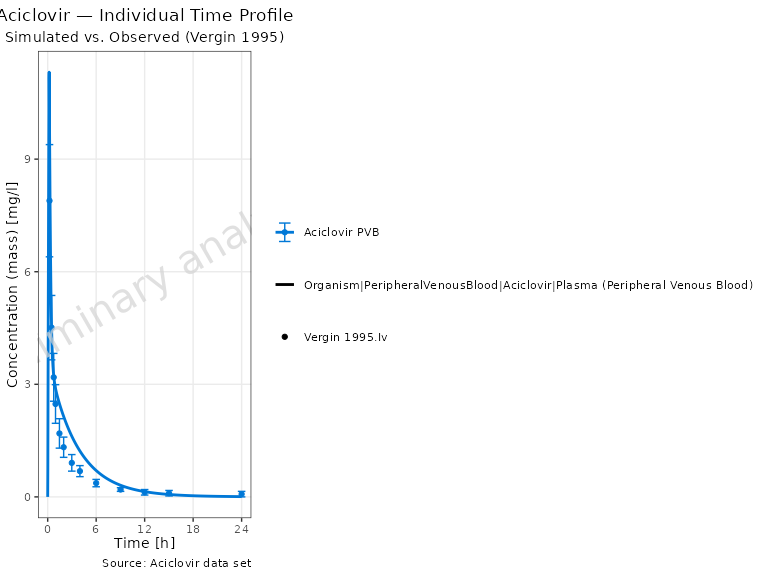 Aciclovir — Individual Time Profile
Simulated vs. Observed (Vergin 1995)
Concentration (mass) [mg/l]
9
6
3
0
0 6 12 18 24
Time [h]
Source: Aciclovir data set
Aciclovir PVB
Organism|PeripheralVenousBlood|Aciclovir|Plasma (Peripheral Venous Blood)
Vergin 1995.Iv